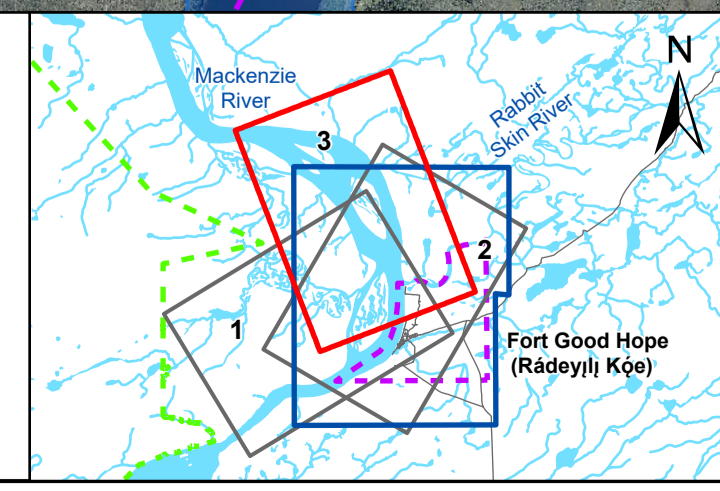 Mackenzie
River
Rabbit
Skin River
N
3
2
1
Fort Good Hope
(Rádeyı̨lı̨ Kǫ́e)